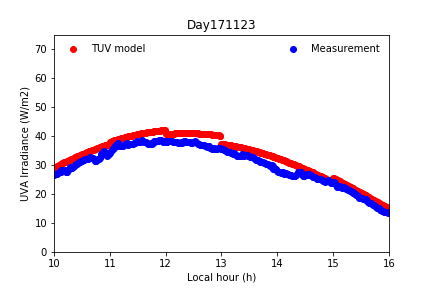 Day171123
TUV model
Measurement
UVA Irradiance (W/m2)
70
60
50
40
30
20
10
0
10 11 12 13 14 15 16
Local hour (h)